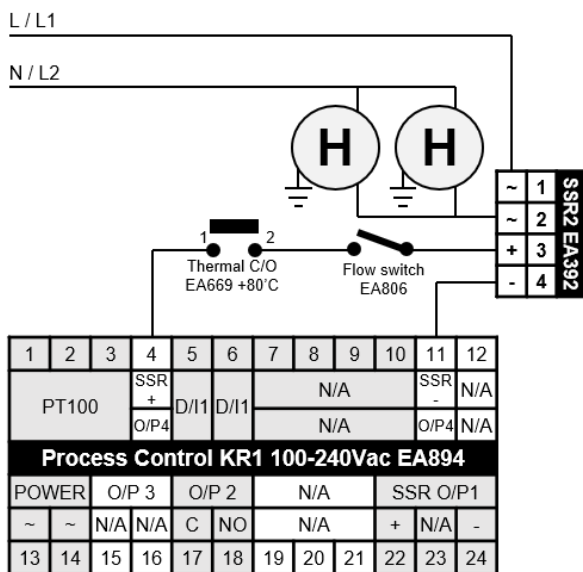 L / L1
N / L2
H H
~ 1
~ 2
+ 3
- 4
SSR2 EA392
1 2
Thermal C/O
EA669 +80°C
Flow switch
EA806
1 2 3 4 5 6 7 8 9 10 11 12
PT100 SSR + D/I1 D/I1 N/A SSR - N/A
O/P4 N/A O/P4 N/A
Process Control KR1 100-240Vac EA894
POWER O/P 3 O/P 2 N/A SSR O/P1
~ ~ N/A N/A C NO N/A + N/A -
13 14 15 16 17 18 19 20 21 22 23 24